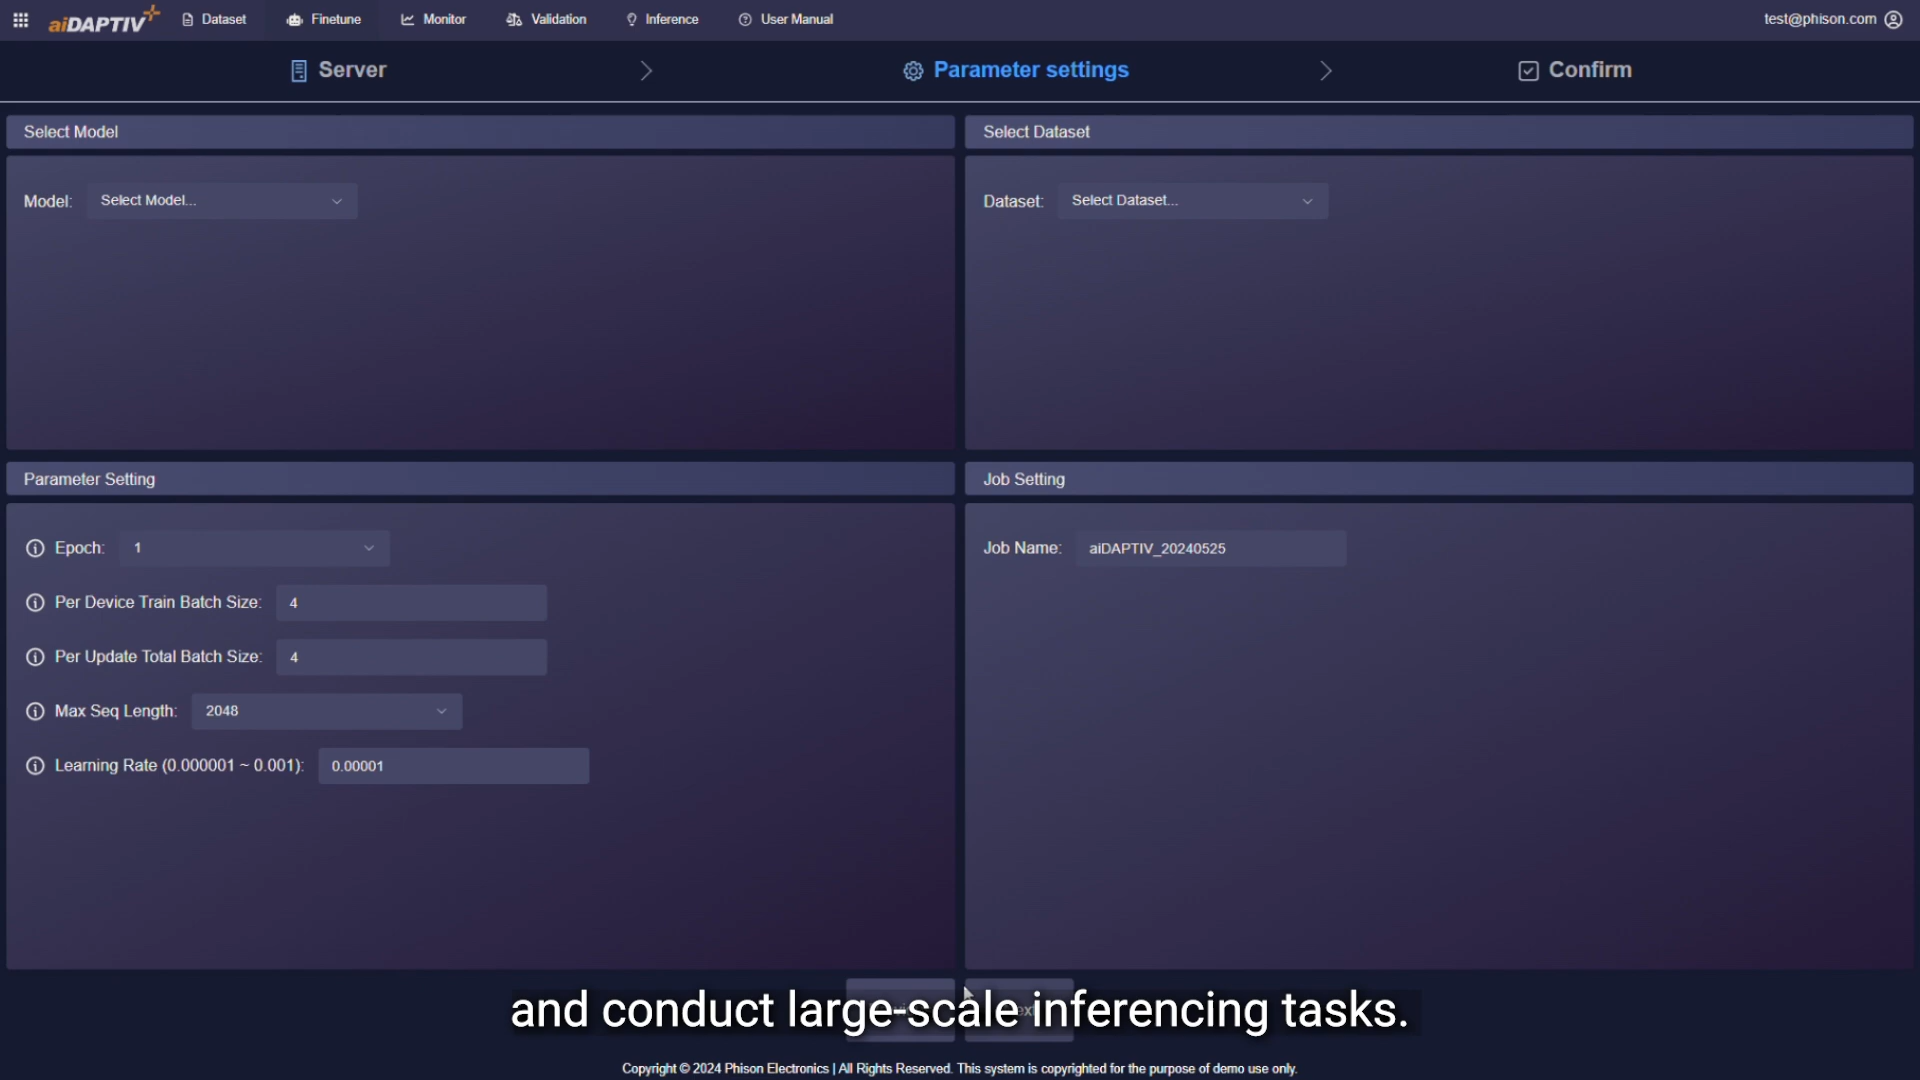 aiDAPTIV
Dataset
Finetune
Monitor
Validation
Inference
User Manual
test@phison.com
Server
Parameter settings
Confirm
Select Model
Select Dataset
Model: Select Model...
Dataset: Select Dataset...
Parameter Setting
Job Setting
Epoch: 1
Job Name: aiDAPTIV_20240525
Per Device Train Batch Size: 4
Per Update Total Batch Size: 4
Max Seq Length: 2048
Learning Rate (0.000001 ~ 0.001): 0.00001
and conduct large-scale inferencing tasks.
Copyright © 2024 Phison Electronics | All Rights Reserved. This system is copyrighted for the purpose of demo use only.